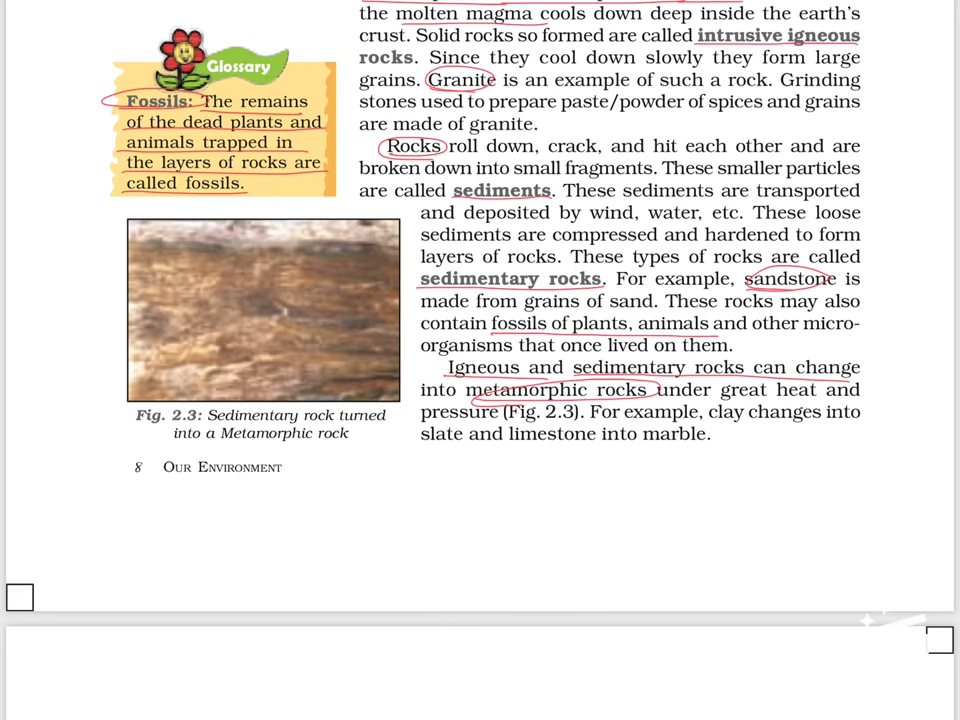 the molten magma cools down deep inside the earth's
crust. Solid rocks so formed are called intrusive igneous
rocks. Since they cool down slowly they form large
grains. Granite is an example of such a rock. Grinding
stones used to prepare paste/powder of spices and grains
are made of granite.
Rocks roll down, crack, and hit each other and are
broken down into small fragments. These smaller particles
are called sediments. These sediments are transported
and deposited by wind, water, etc. These loose
sediments are compressed and hardened to form
layers of rocks. These types of rocks are called
sedimentary rocks. For example, sandstone is
made from grains of sand. These rocks may also
contain fossils of plants, animals and other micro-
organisms that once lived on them.
Igneous and sedimentary rocks can change
into metamorphic rocks under great heat and
pressure (Fig. 2.3). For example, clay changes into
slate and limestone into marble.
Glossary
Fossils: The remains
of the dead plants and
animals trapped in
the layers of rocks are
called fossils.
Fig. 2.3: Sedimentary rock turned
into a Metamorphic rock
8 OUR ENVIRONMENT